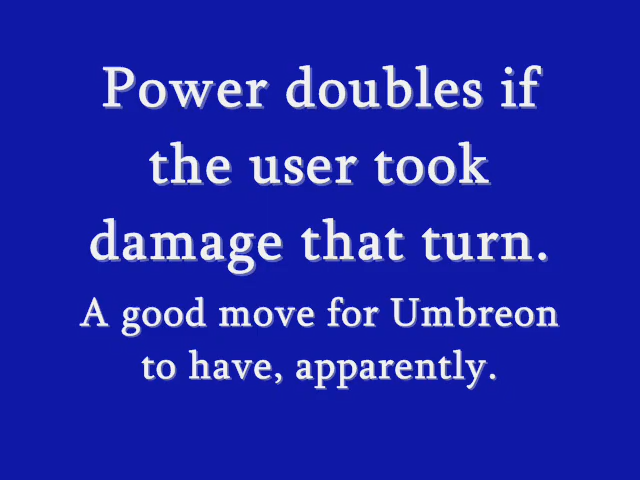 Power doubles if
the user took
damage that turn.
A good move for Umbreon
to have, apparently.